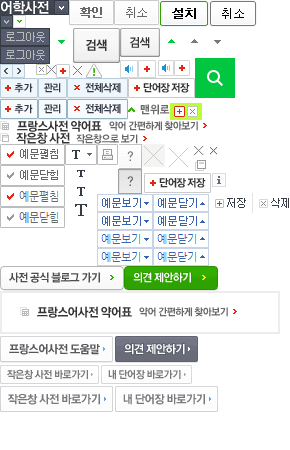 어학사전
확인 취소 설치 취소
로그아웃
로그아웃
검색 검색
+ 추가 관리 × 전체삭제 + 단어장 저장
+ 추가 관리 × 전체삭제 맨위로
프랑스사전 약어표 약어 간편하게 찾아보기
작은창 사전 작은창으로 보기
예문펼침 T ?
예문닫힘 T
예문펼침 T ? + 단어장 저장 i
예문닫힘 T
예문보기 예문닫기 저장 삭제
예문보기 예문닫기
예문보기 예문닫기
예문보기 예문닫기
사전 공식 블로그 가기 의견 제안하기
프랑스어사전 약어표 약어 간편하게 찾아보기
프랑스어사전 도움말 의견 제안하기
작은창 사전 바로가기 내 단어장 바로가기
작은창 사전 바로가기 내 단어장 바로가기